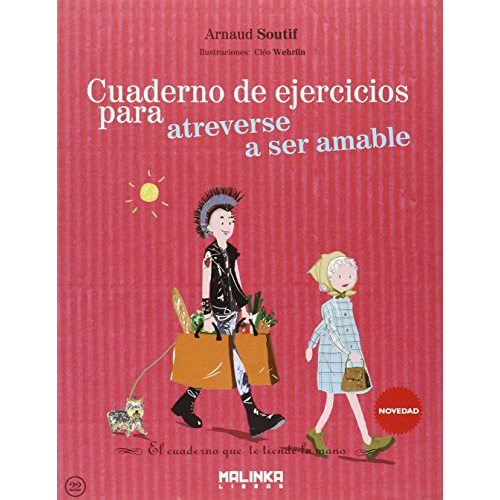 Arnaud Soutif
Ilustraciones: Cléo Wehrlin
Cuaderno de ejercicios
para atreverse
a ser amable
NOVEDAD
El cuaderno que te tiende la mano
22
MALINKA
LIBROS